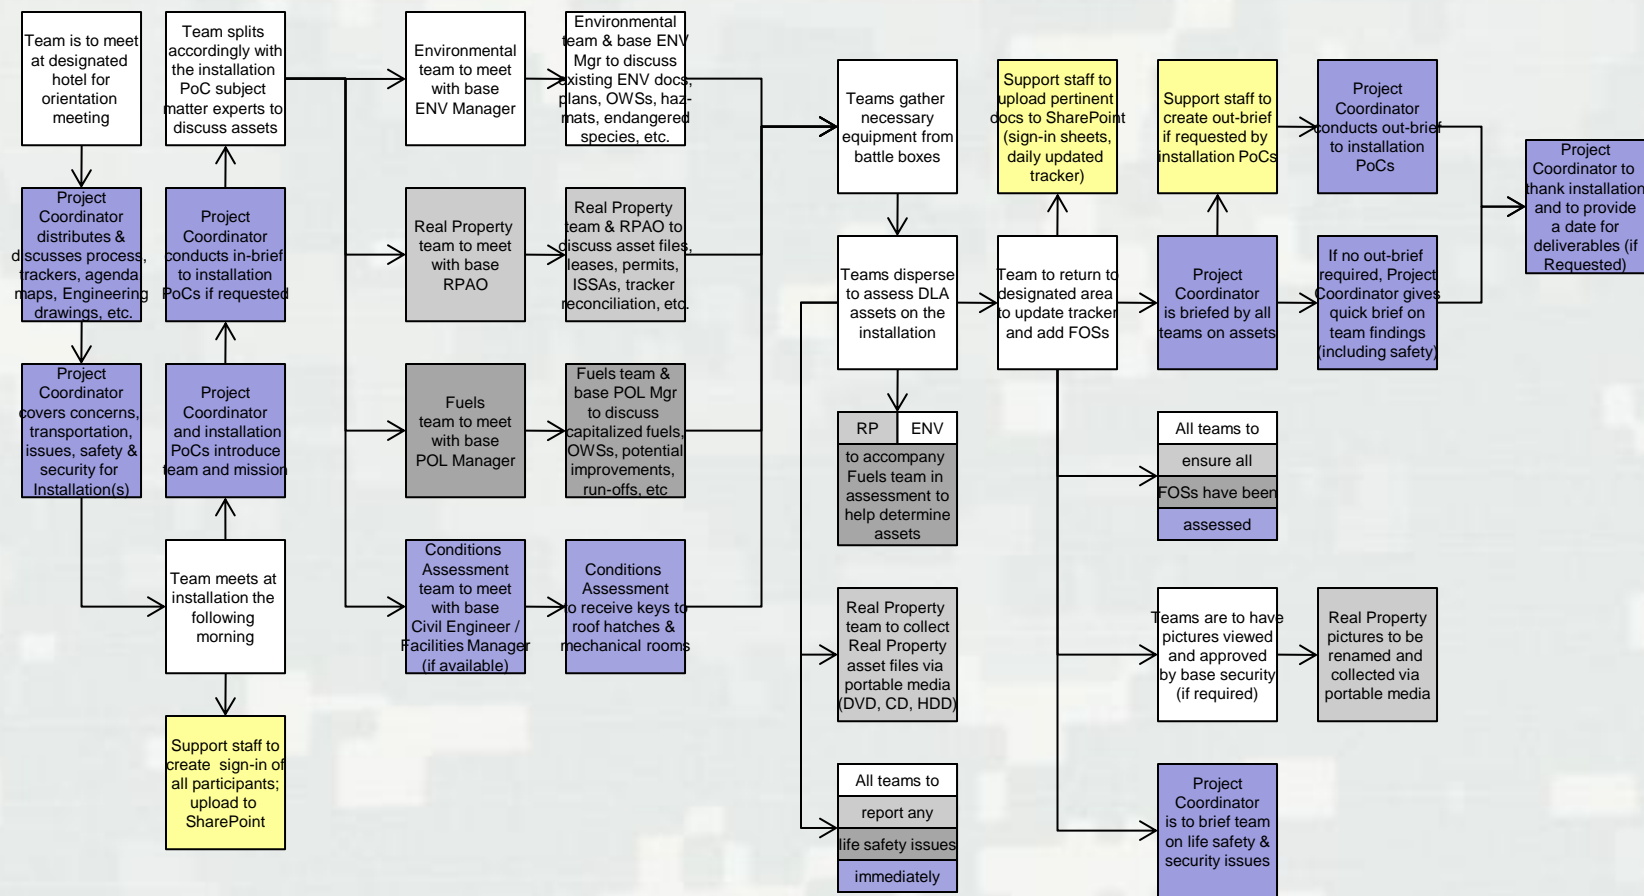 Team is to meet
at designated
hotel for
orientation
meeting
Project
Coordinator
distributes &
discusses process,
trackers, agenda
maps, Engineering
drawings, etc.
Project
Coordinator
covers concerns,
transportation,
issues, safety &
security for
Installation(s)
Team splits
accordingly with
the installation
PoC subject
matter experts to
discuss assets
Project
Coordinator
conducts in-brief
to installation
PoCs if requested
Project
Coordinator
and installation
PoCs introduce
team and mission
Team meets at
installation the
following
morning
Support staff to
create sign-in of
all participants;
upload to
SharePoint
Environmental
team to meet
with base
ENV Manager
Real Property
team to meet
with base
RPAO
Fuels
team to meet
with base
POL Manager
Conditions
Assessment
team to meet
with base
Civil Engineer /
Facilities Manager
(if available)
Environmental
team & base ENV
Mgr to discuss
existing ENV docs,
plans, OWSs, haz-
mats, endangered
species, etc.
Real Property
team & RPAO to
discuss asset files,
leases, permits,
ISSAs, tracker
reconciliation, etc.
Fuels team &
base POL Mgr
to discuss
capitalized fuels,
OWSs, potential
improvements,
run-offs, etc
Conditions
Assessment
to receive keys to
roof hatches &
mechanical rooms
Teams gather
necessary
equipment from
battle boxes
Teams disperse
to assess DLA
assets on the
installation
RP ENV
to accompany
Fuels team in
assessment to
help determine
assets
Real Property
team to collect
Real Property
asset files via
portable media
(DVD, CD, HDD)
All teams to
report any
life safety issues
immediately
Support staff to
upload pertinent
docs to SharePoint
(sign-in sheets,
daily updated
tracker)
Team to return to
designated area
to update tracker
and add FOSs
Support staff to
create out-brief
if requested by
installation PoCs
Project
Coordinator
is briefed by all
teams on assets
All teams to
ensure all
FOSs have been
assessed
Teams are to have
pictures viewed
and approved
by base security
(if required)
Project
Coordinator
is to brief team
on life safety &
security issues
Project
Coordinator
conducts out-brief
to installation
PoCs
If no out-brief
required, Project
Coordinator gives
quick brief on
team findings
(including safety)
Real Property
pictures to be
renamed and
collected via
portable media
Project
Coordinator to
thank installation
and to provide
a date for
deliverables (if
Requested)